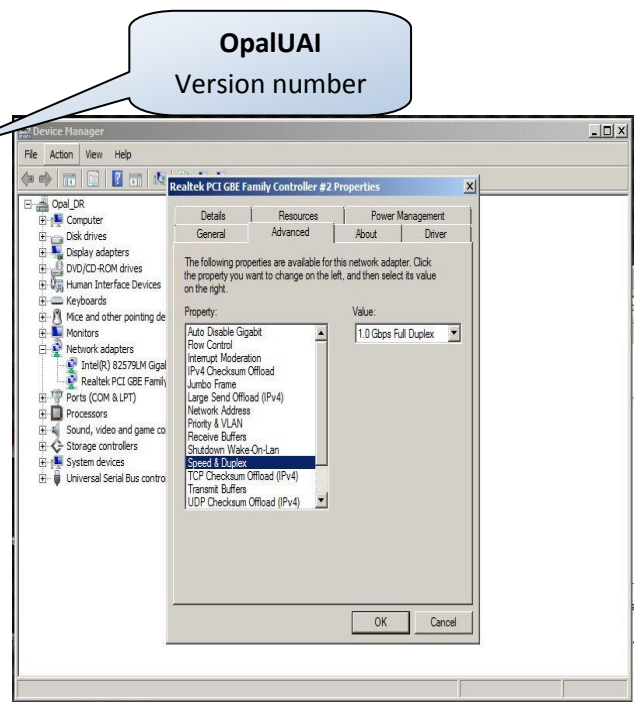 OpalUAI
Version number
Device Manager
File Action View Help
Opal_DR
Computer
Disk drives
Display adapters
DVD/CD-ROM drives
Human Interface Devices
Keyboards
Mice and other pointing de
Monitors
Network adapters
Intel(R) 82579LM Gigal
Realtek PCI GBE Family
Ports (COM & LPT)
Processors
Sound, video and game co
Storage controllers
System devices
Universal Serial Bus contro
Realtek PCI GBE Family Controller #2 Properties
Details Resources Power Management
General Advanced About Driver
The following properties are available for this network adapter. Click
the property you want to change on the left, and then select its value
on the right.
Property: Value:
Auto Disable Gigabit
1.0 Gbps Full Duplex
Flow Control
Interrupt Moderation
IPv4 Checksum Offload
Jumbo Frame
Large Send Offload (IPv4)
Network Address
Priority & VLAN
Receive Buffers
Shutdown Wake-On-Lan
Speed & Duplex
TCP Checksum Offload (IPv4)
Transmit Buffers
UDP Checksum Offload (IPv4)
OK Cancel